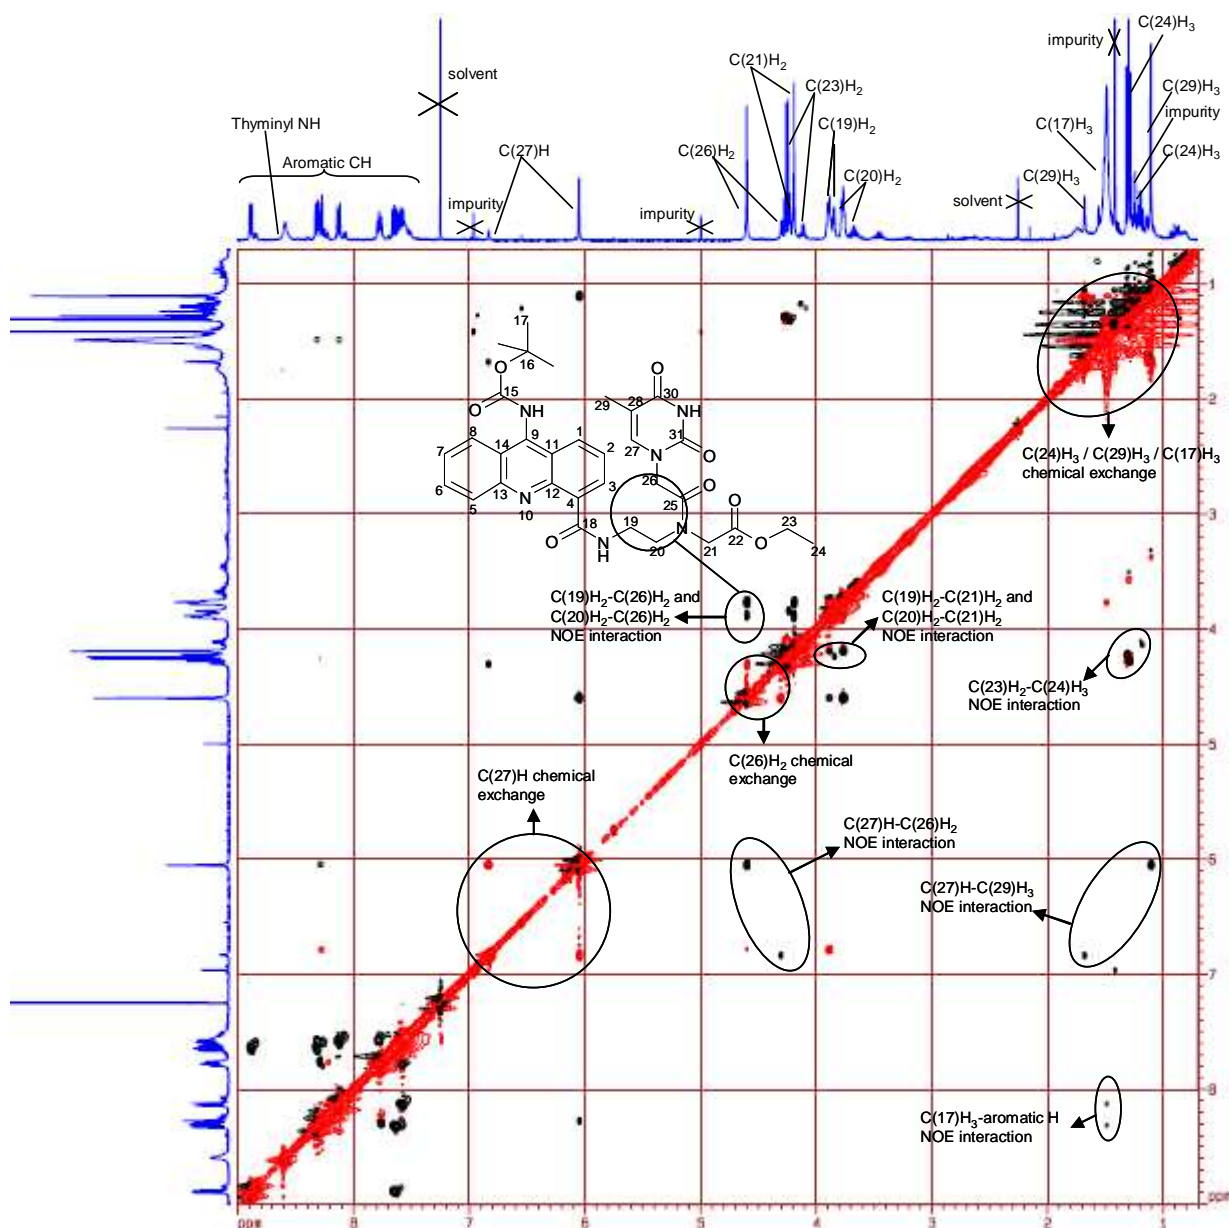 C(24)H3
impurity
C(21)H2
C(23)H2
solvent
C(29)H3
impurity
Thyminyl NH
C(17)H3
C(19)H2
C(27)H
C(26)H2
C(24)H3
Aromatic CH
C(20)H2
C(29)H3
solvent
impurity
impurity
1
17
16
O
15
O
NH
O
29
28
30
NH
2
8
9
1
31
7
14
11
2
27
N
O
6
13
12
3
26
O
5
N
10
4
25
O
18
19
N
22
23
O
N
H
20
21
O
24
C(24)H3 / C(29)H3 / C(17)H3
chemical exchange
3
C(19)H2-C(26)H2 and
C(20)H2-C(26)H2
NOE interaction
C(19)H2-C(21)H2 and
C(20)H2-C(21)H2
NOE interaction
4
C(23)H2-C(24)H3
NOE interaction
5
C(26)H2 chemical
exchange
C(27)H chemical
exchange
C(27)H-C(26)H2
NOE interaction
5
C(27)H-C(29)H3
NOE interaction
7
8
C(17)H3-aromatic H
NOE interaction
ppm
ppm
8
7
6
5
4
3
2
1